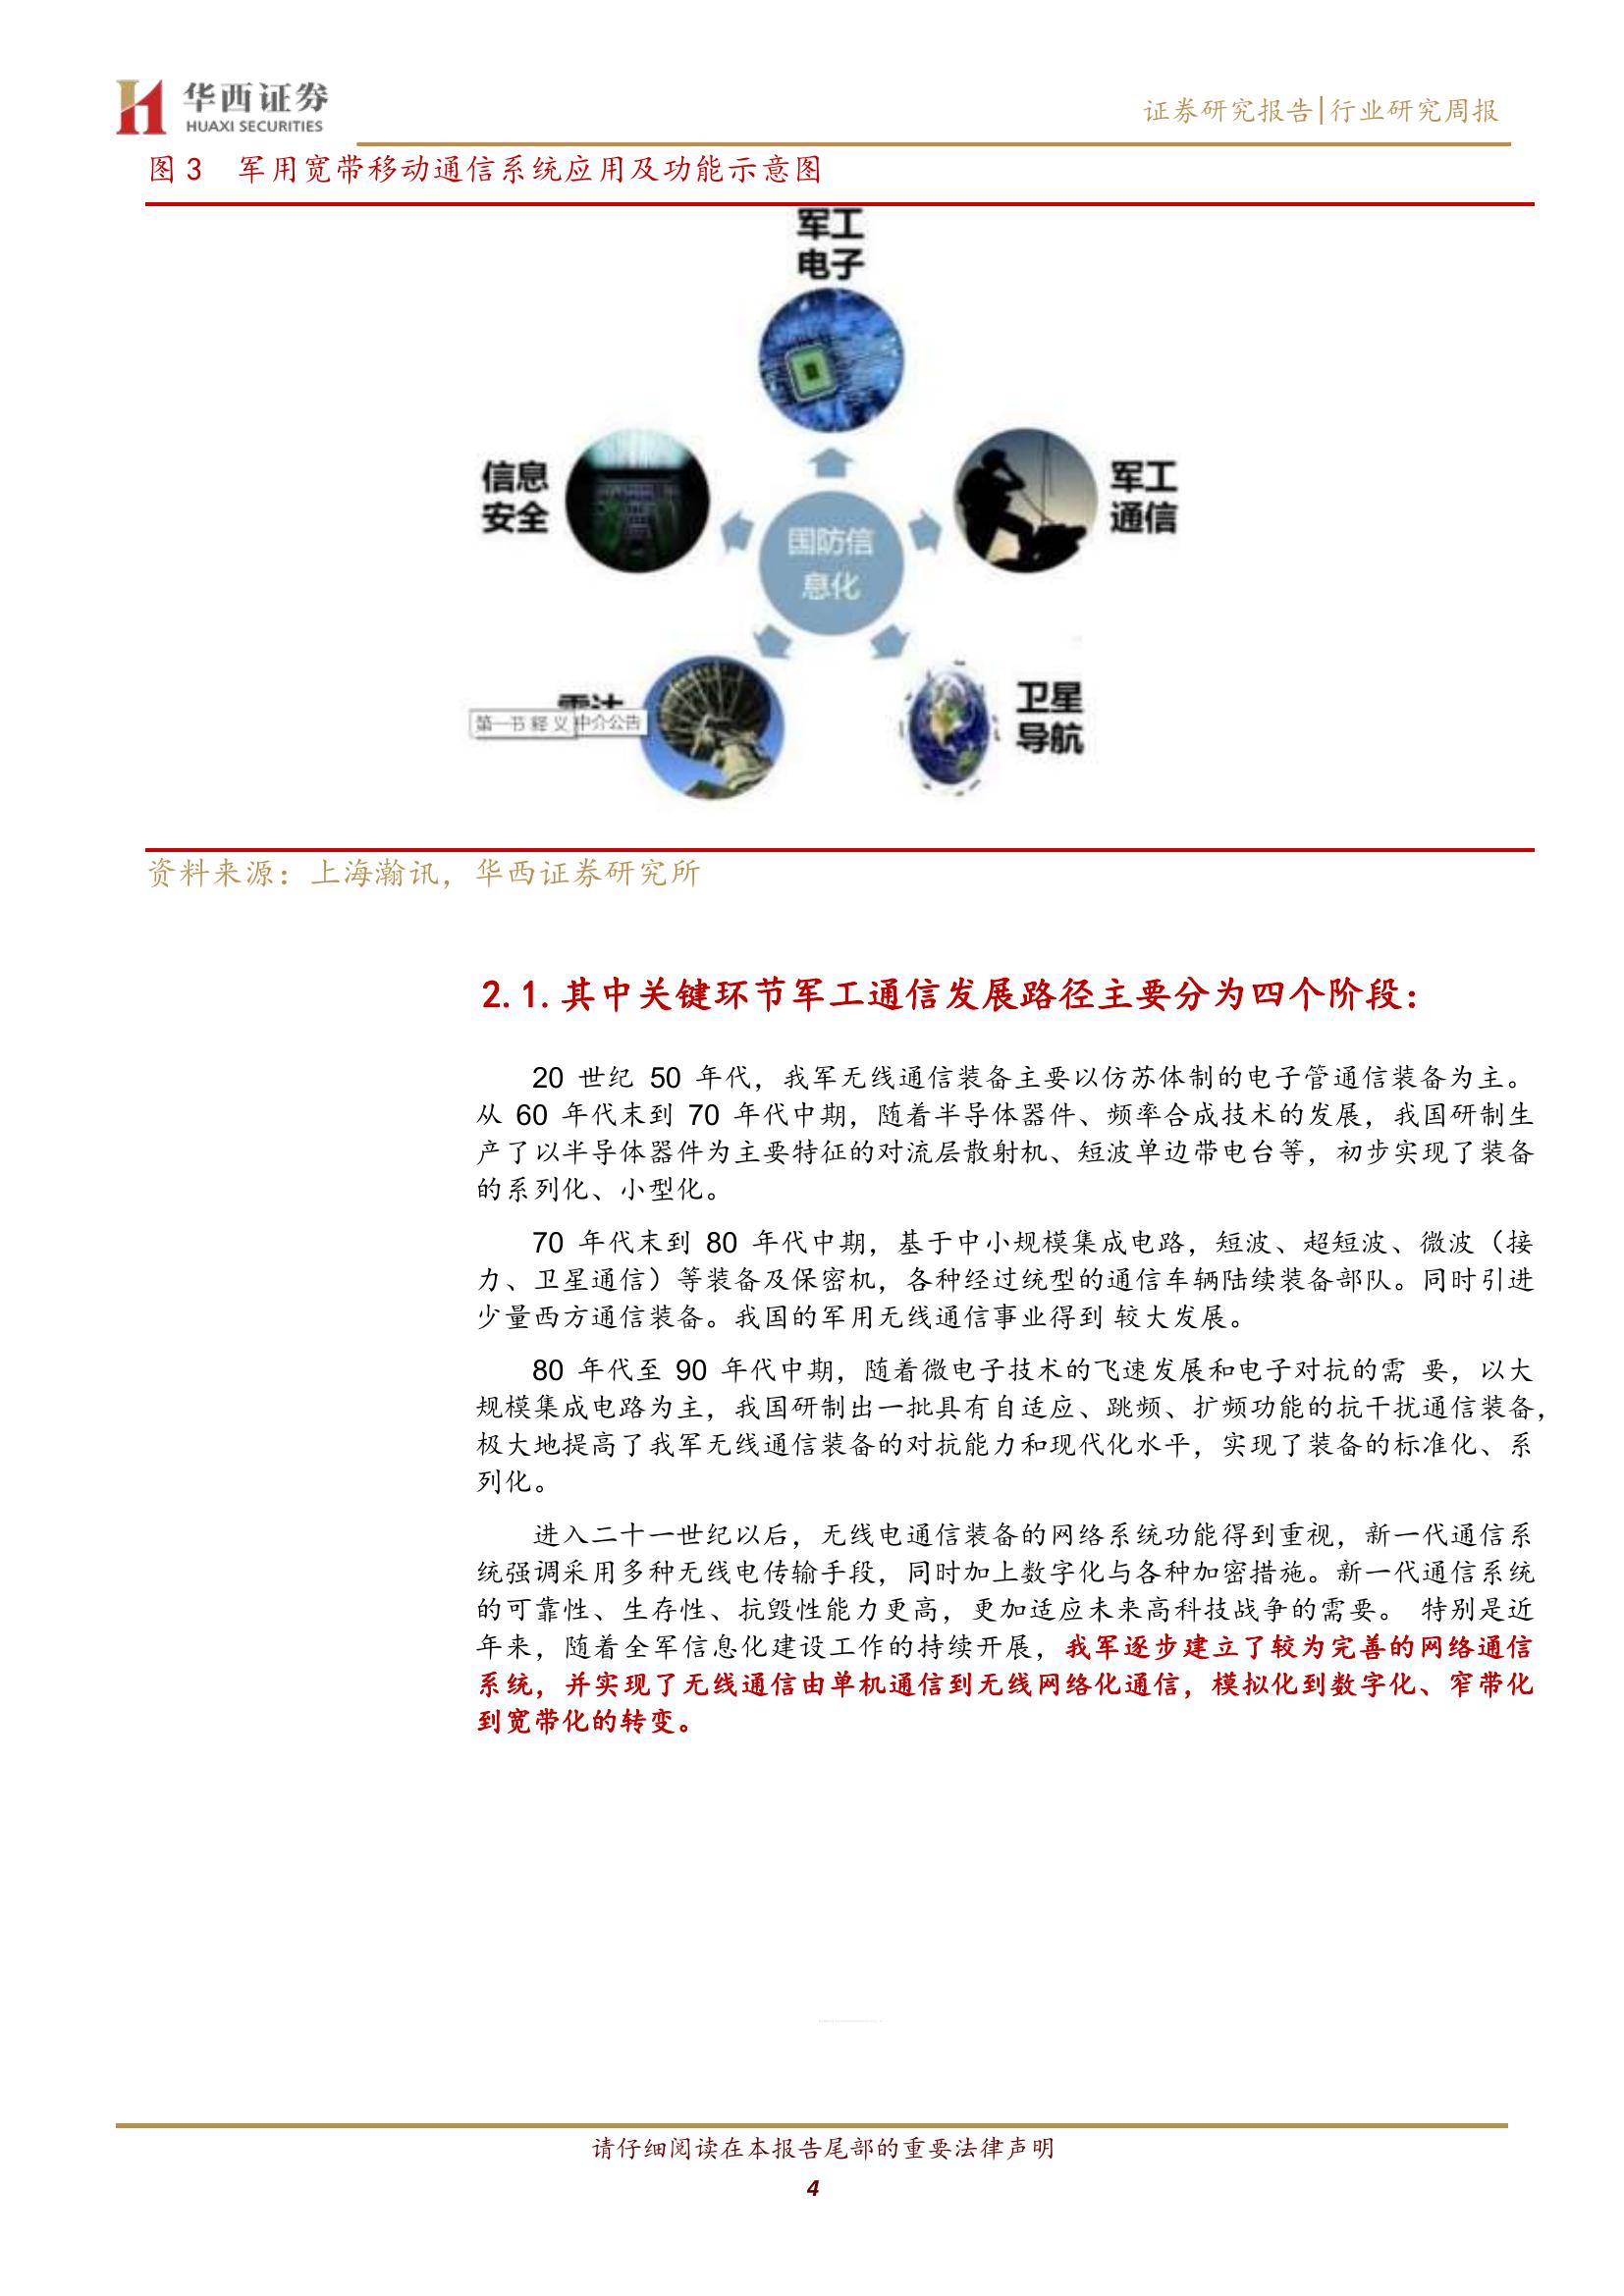 华西证券
HUAXI SECURITIES
证券研究报告|行业研究周报
图 3 军用宽带移动通信系统应用及功能示意图
军工
电子
信息
安全
军工
通信
国防信
息化
第一节 释 义
中介公告
卫星
导航
资料来源：上海瀚讯，华西证券研究所
2.1.其中关键环节军工通信发展路径主要分为四个阶段：
20 世纪 50 年代，我军无线通信装备主要以仿苏体制的电子管通信装备为主。
从 60 年代末到 70 年代中期，随着半导体器件、频率合成技术的发展，我国研制生
产了以半导体器件为主要特征的对流层散射机、短波单边带电台等，初步实现了装备
的系列化、小型化。
70 年代末到 80 年代中期，基于中小规模集成电路，短波、超短波、微波（接
力、卫星通信）等装备及保密机，各种经过统型的通信车辆陆续装备部队。同时引进
少量西方通信装备。我国的军用无线通信事业得到 较大发展。
80 年代至 90 年代中期，随着微电子技术的飞速发展和电子对抗的需 要，以大
规模集成电路为主，我国研制出一批具有自适应、跳频、扩频功能的抗干扰通信装备，
极大地提高了我军无线通信装备的对抗能力和现代化水平，实现了装备的标准化、系
列化。
进入二十一世纪以后，无线电通信装备的网络系统功能得到重视，新一代通信系
统强调采用多种无线电传输手段，同时加上数字化与各种加密措施。新一代通信系统
的可靠性、生存性、抗毁性能力更高，更加适应未来高科技战争的需要。 特别是近
年来，随着全军信息化建设工作的持续开展，我军逐步建立了较为完善的网络通信
系统，并实现了无线通信由单机通信到无线网络化通信，模拟化到数字化、窄带化
到宽带化的转变。
请仔细阅读在本报告尾部的重要法律声明
4